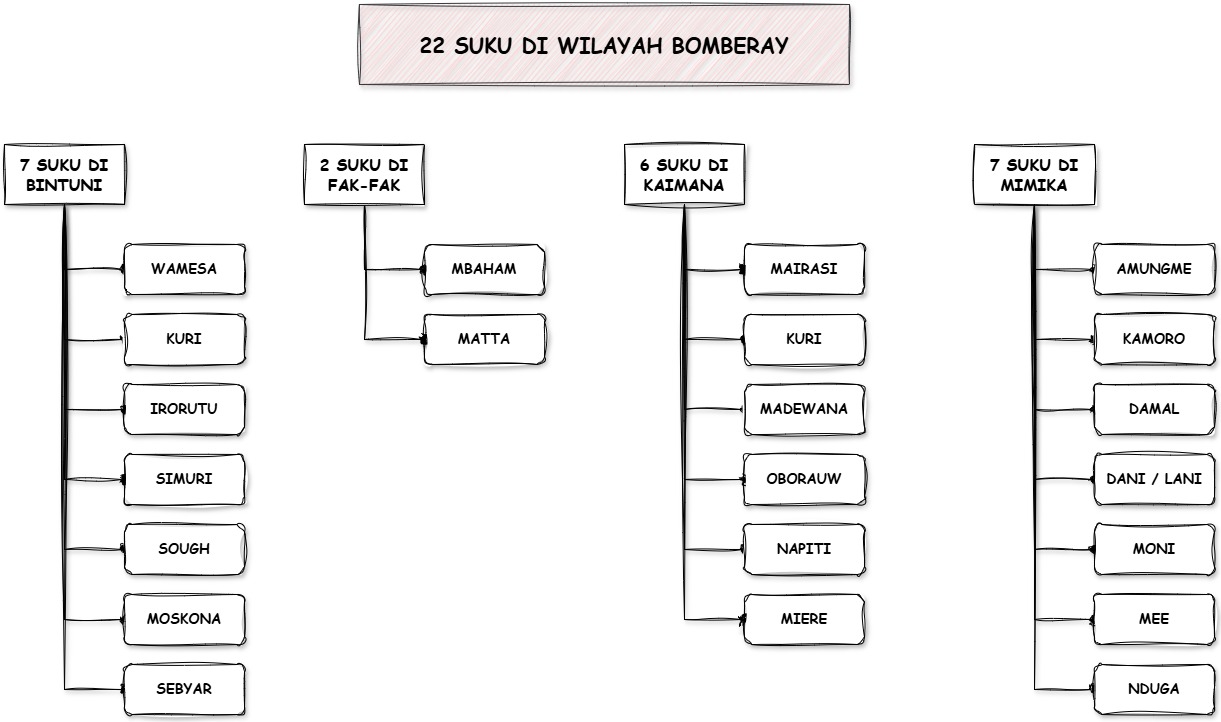 22 SUKU DI WILAYAH BOMBERAY
7 SUKU DI
BINTUNI
WAMESA
KURI
IRORUTU
SIMURI
SOUGH
MOSKONA
SEBYAR
2 SUKU DI
FAK-FAK
MBAHAM
MATTA
6 SUKU DI
KAIMANA
MAIRASI
KURI
MADEWANA
OBORAUW
NAPITI
MIERE
7 SUKU DI
MIMIKA
AMUNGME
KAMORO
DAMAL
DANI / LANI
MONI
MEE
NDUGA